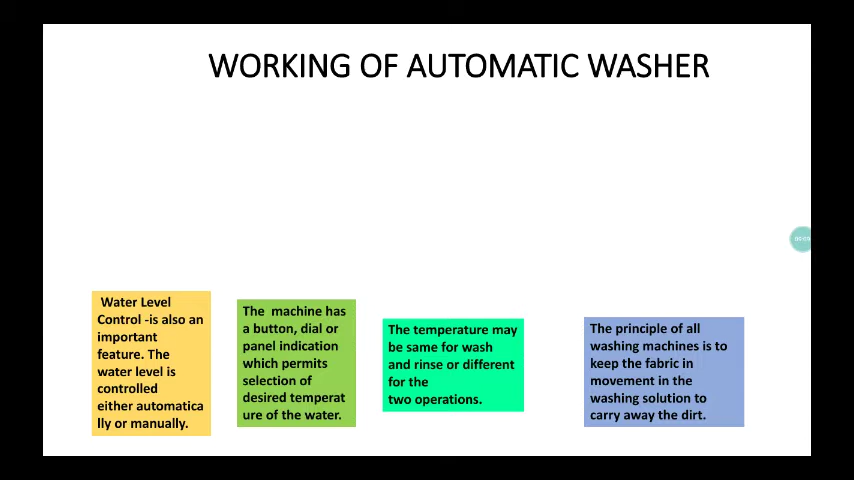 WORKING OF AUTOMATIC WASHER
Water Level
Control -is also an
important
feature. The
water level is
controlled
either automatica
lly or manually.
The machine has
a button, dial or
panel indication
which permits
selection of
desired temperat
ure of the water.
The temperature may
be same for wash
and rinse or different
for the
two operations.
The principle of all
washing machines is to
keep the fabric in
movement in the
washing solution to
carry away the dirt.